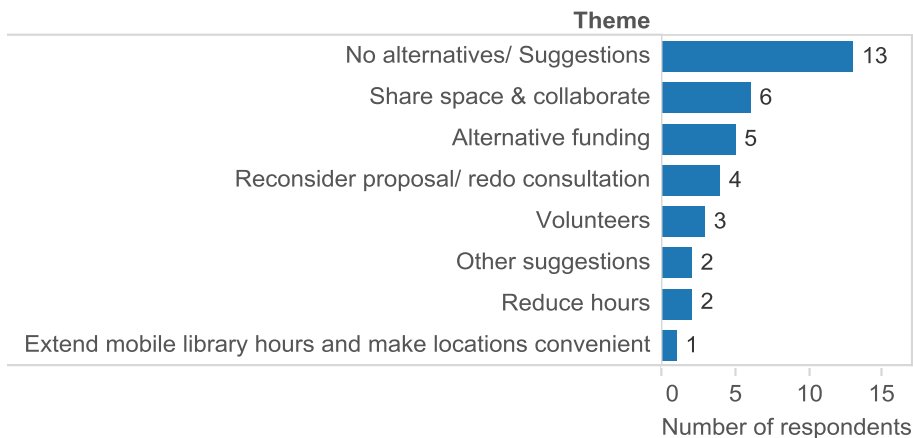 Theme
No alternatives/ Suggestions 13
Share space & collaborate 6
Alternative funding 5
Reconsider proposal/ redo consultation 4
Volunteers 3
Other suggestions 2
Reduce hours 2
Extend mobile library hours and make locations convenient 1
0 5 10 15
Number of respondents